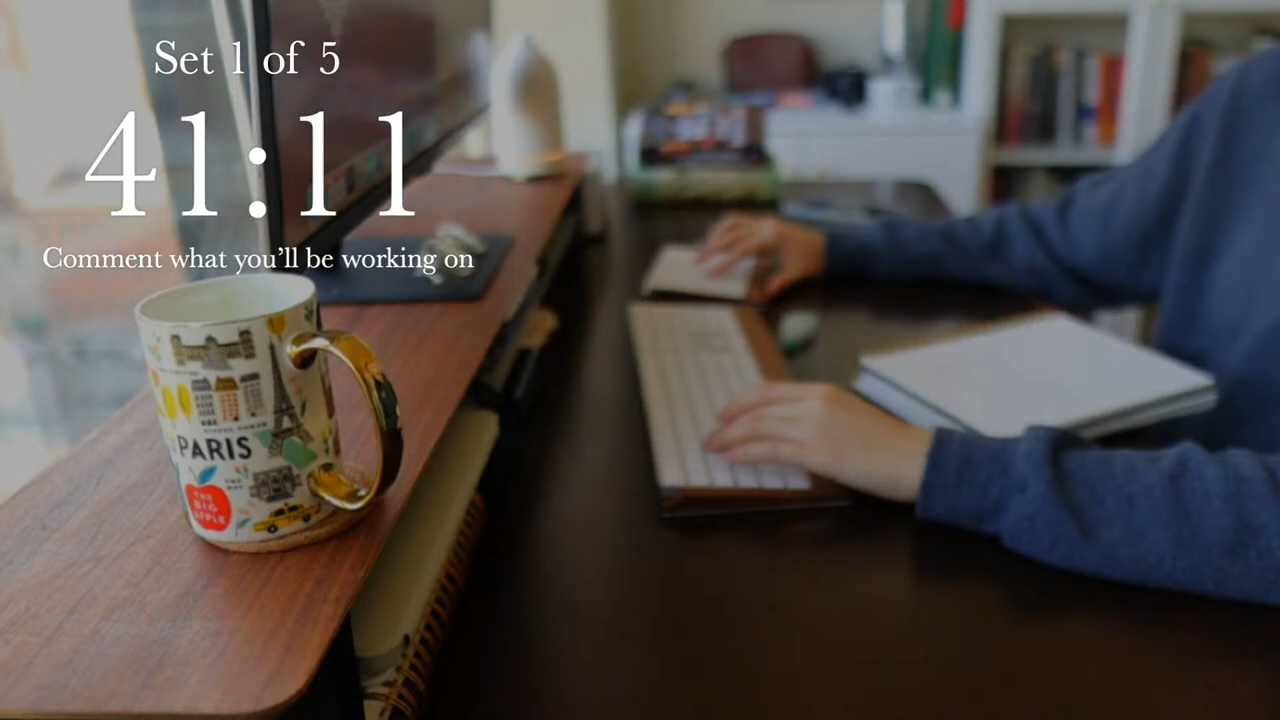 Set 1 of 5
41:11
Comment what you’ll be working on
PARIS
THE
BIG
APPLE